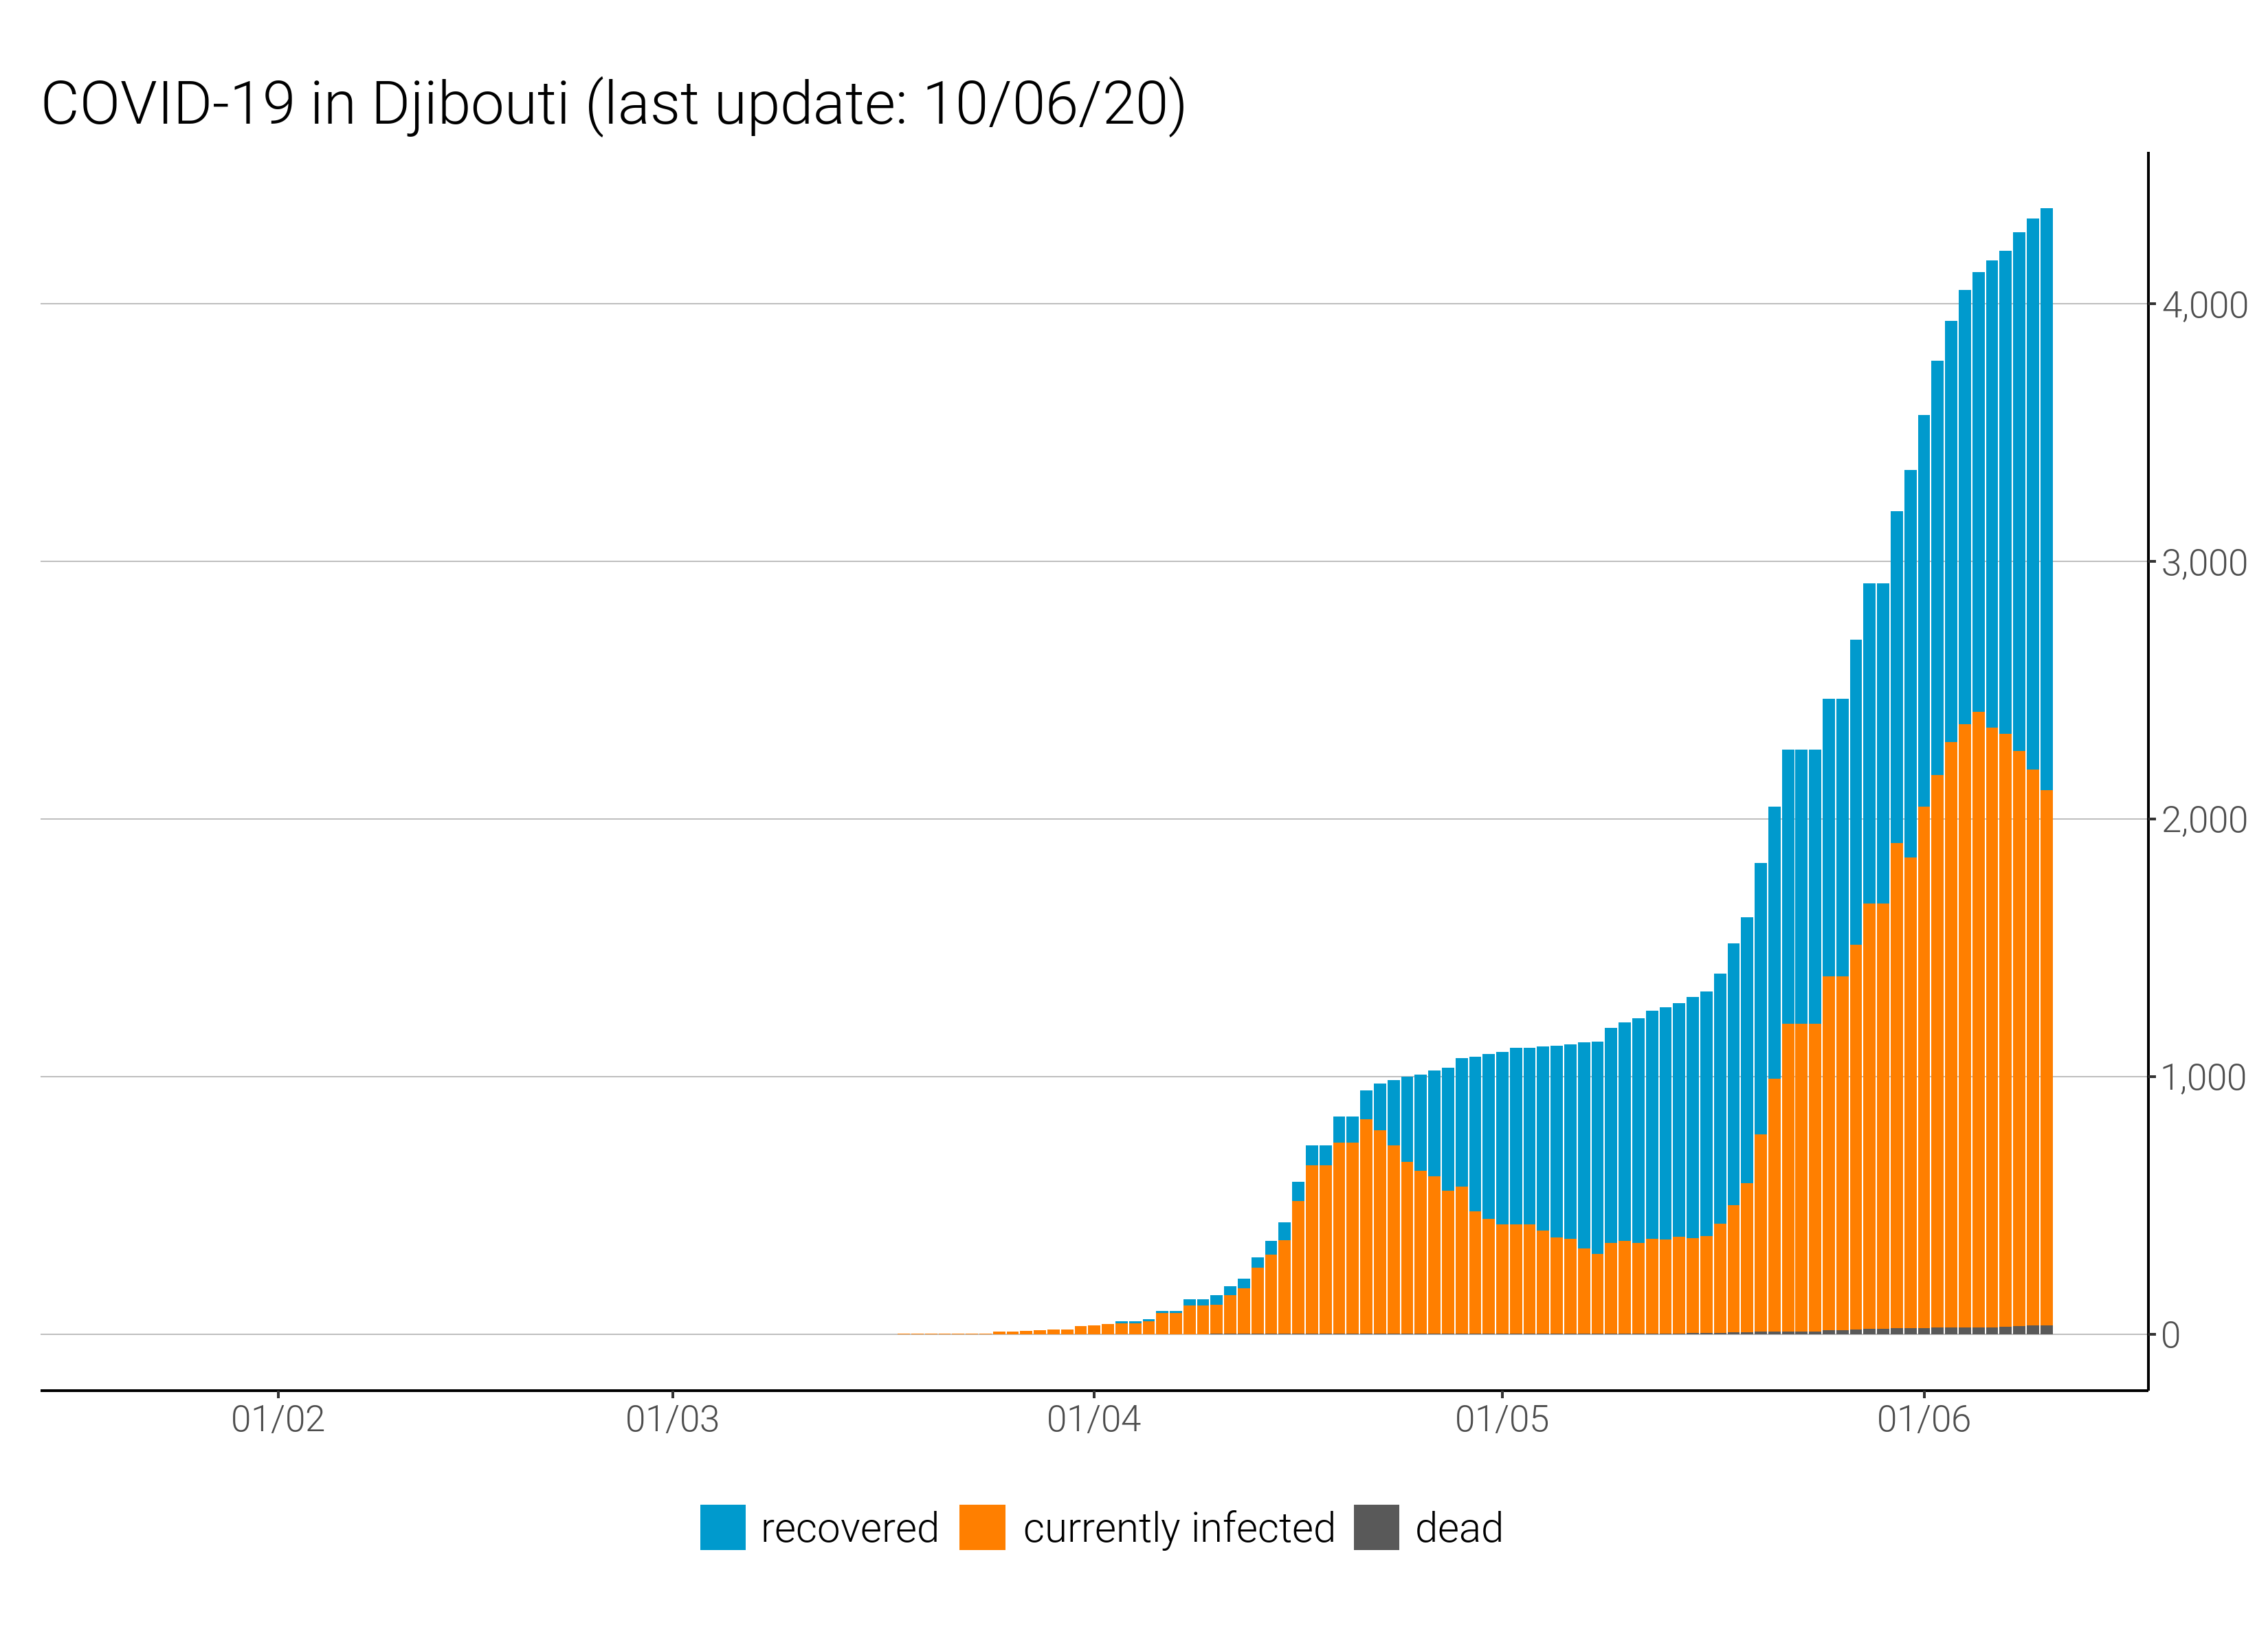 COVID-19 in Djibouti (last update: 10/06/20)
4,000
3,000
2,000
1,000
0
01/02 01/03 01/04 01/05 01/06
recovered currently infected dead